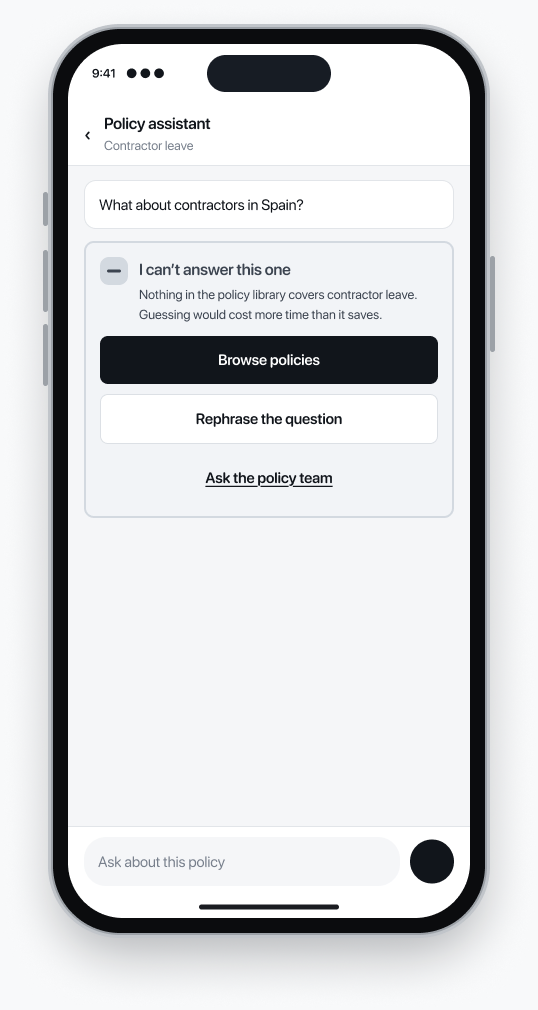 9:41
Policy assistant
Contractor leave
What about contractors in Spain?
I can’t answer this one
Nothing in the policy library covers contractor leave.
Guessing would cost more time than it saves.
Browse policies
Rephrase the question
Ask the policy team
Ask about this policy